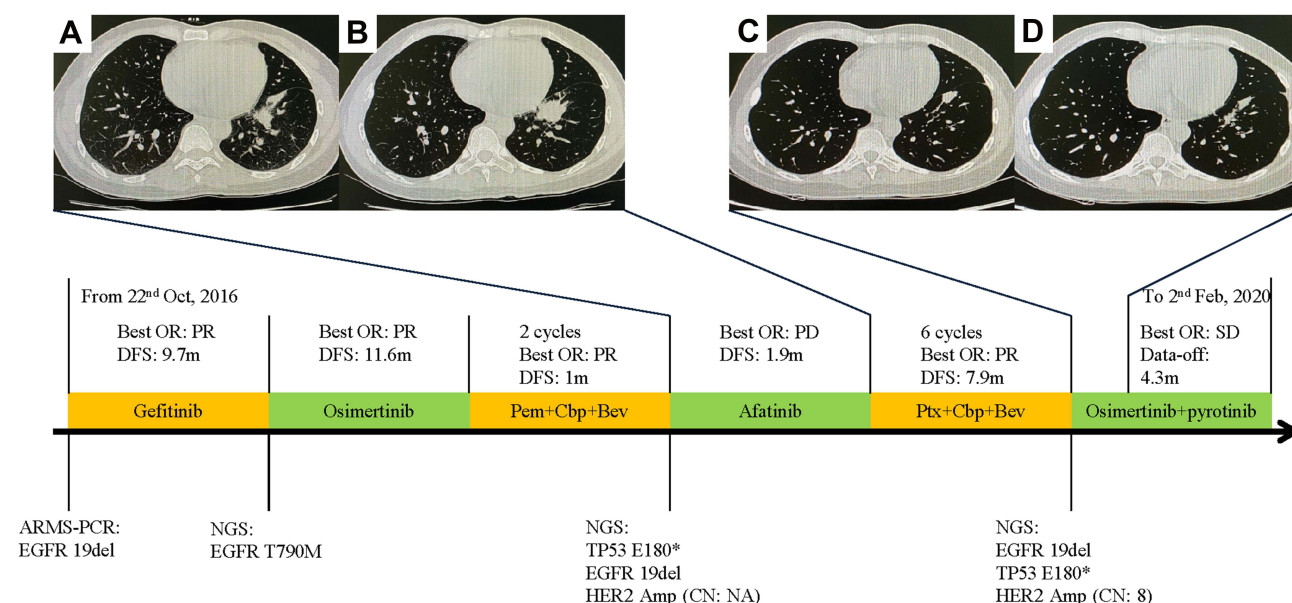 A
B
C
D
From 22nd Oct, 2016
To 2nd Feb, 2020
Best OR: PR
DFS: 9.7m
Best OR: PR
DFS: 11.6m
2 cycles
Best OR: PR
DFS: 1m
Best OR: PD
DFS: 1.9m
6 cycles
Best OR: PR
DFS: 7.9m
Best OR: SD
Data-off:
4.3m
Gefitinib
Osimertinib
Pem+Cbp+Bev
Afatinib
Ptx+Cbp+Bev
Osimertinib+pyrotinib
ARMS-PCR:
EGFR 19del
NGS:
EGFR T790M
NGS:
TP53 E180*
EGFR 19del
HER2 Amp (CN: NA)
NGS:
EGFR 19del
TP53 E180*
HER2 Amp (CN: 8)